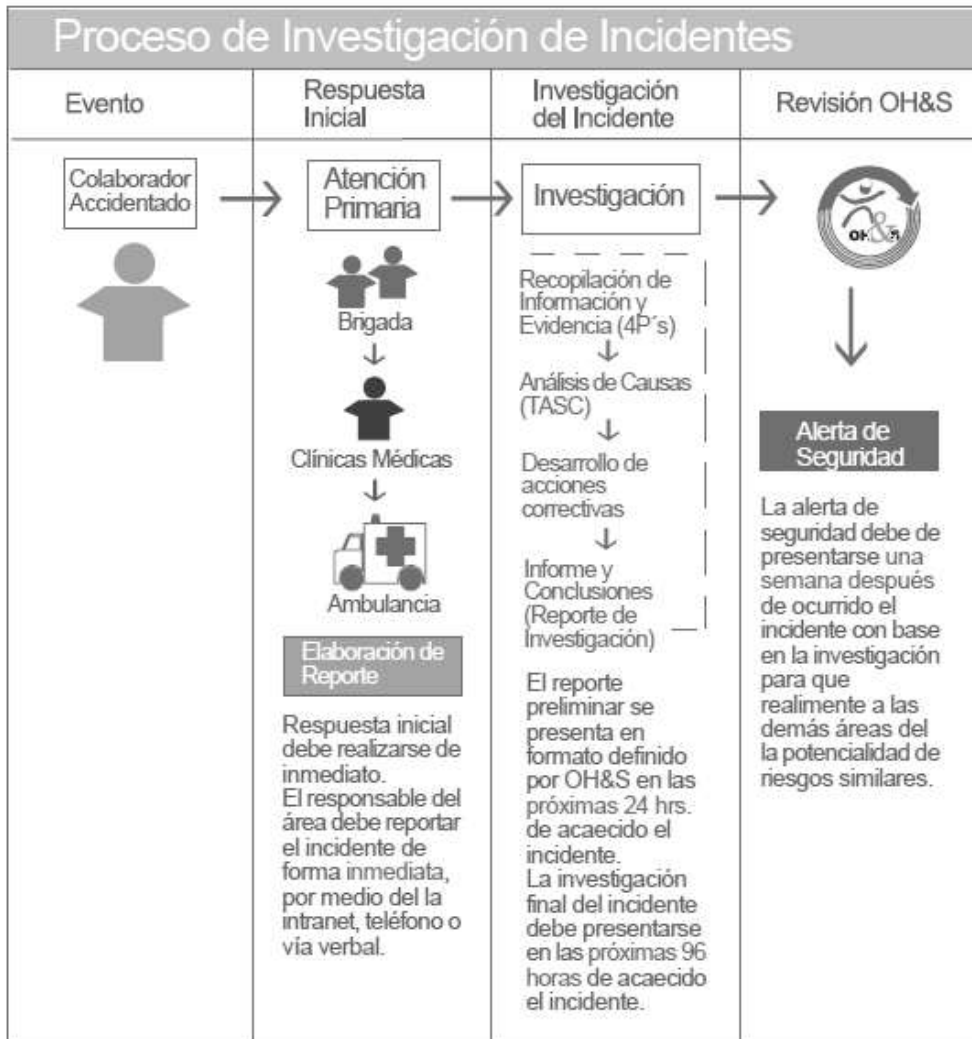 Proceso de Investigación de Incidentes
Evento
Respuesta
Inicial
Investigación
del Incidente
Revisión OH&S
Colaborador
Accidentado
Atención
Primaria
Brigada
Clínicas Médicas
Ambulancia
Elaboración de
Reporte
Respuesta inicial
debe realizarse de
inmediato.
El responsable del
área debe reportar
el incidente de
forma inmediata,
por medio del la
intranet, teléfono o
vía verbal.
Investigación
Recopilación de
Información y
Evidencia (4P´s)
Análisis de Causas
(TASC)
Desarrollo de
acciones
correctivas
Informe y
Conclusiones
(Reporte de
Investigación)
El reporte
preliminar se
presenta en
formato definido
por OH&S en las
próximas 24 hrs.
de acaecido el
incidente.
La investigación
final del incidente
debe presentarse
en las próximas 96
horas de acaecido
el incidente.
OH&S
Alerta de
Seguridad
La alerta de
seguridad debe de
presentarse una
semana después
de ocurrido el
incidente con base
en la investigación
para que
realimente a las
demás áreas del
la potencialidad de
riesgos similares.